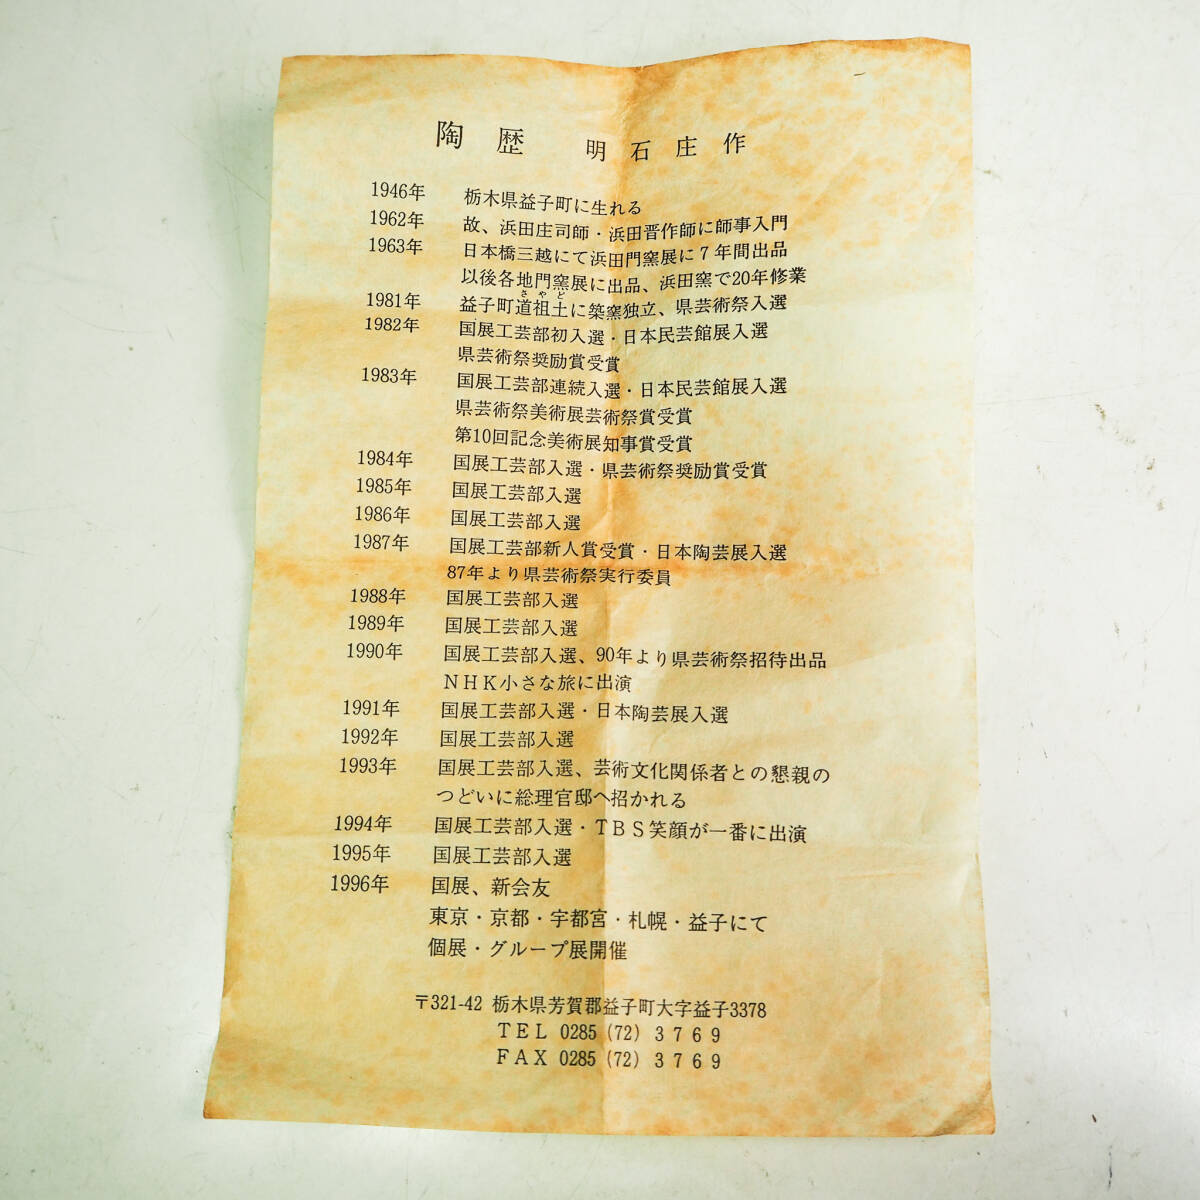 陶歴 明石庄作
1946年 栃木県益子町に生れる
1962年 故、浜田庄司師・浜田晋作師に師事入門
1963年 日本橋三越にて浜田門窯展に7年間出品
以後各地門窯展に出品、浜田窯で20年修業
さやど
1981年 益子町道祖土に築窯独立、県芸術祭入選
1982年 国展工芸部初入選・日本民芸館展入選
県芸術祭奨励賞受賞
1983年 国展工芸部連続入選・日本民芸館展入選
県芸術祭美術展芸術祭賞受賞
第10回記念美術展知事賞受賞
1984年 国展工芸部入選・県芸術祭奨励賞受賞
1985年 国展工芸部入選
1986年 国展工芸部入選
1987年 国展工芸部新人賞受賞・日本陶芸展入選
87年より県芸術祭実行委員
1988年 国展工芸部入選
1989年 国展工芸部入選
1990年 国展工芸部入選、90年より県芸術祭招待出品
NHK小さな旅に出演
1991年 国展工芸部入選・日本陶芸展入選
1992年 国展工芸部入選
1993年 国展工芸部入選、芸術文化関係者との懇親の
つどいに総理官邸へ招かれる
1994年 国展工芸部入選・TBS笑顔が一番に出演
1995年 国展工芸部入選
1996年 国展、新会友
東京・京都・宇都宮・札幌・益子にて
個展・グループ展開催
〒321-42 栃木県芳賀郡益子町大字益子3378
TEL 0285 (72) 3769
FAX 0285 (72) 3769